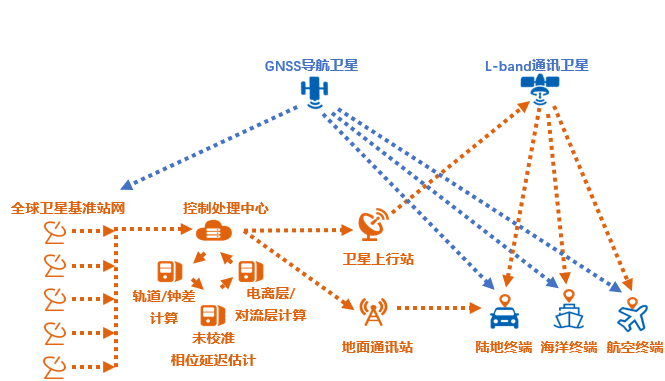 GNSS导航卫星
L-band通讯卫星
全球卫星基准站网
控制处理中心
卫星上行站
轨道/钟差
计算
电离层/
对流层计算
未校准
相位延迟估计
地面通讯站
陆地终端
海洋终端
航空终端